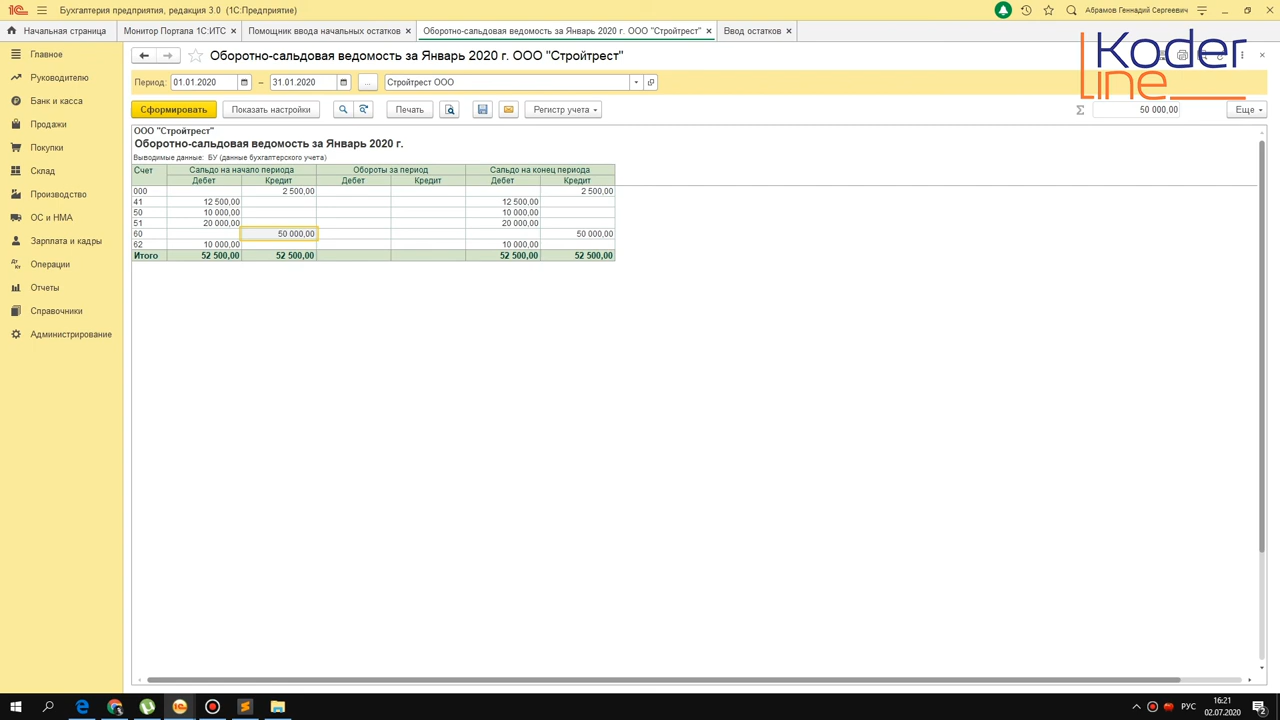 Бухгалтерия предприятия, редакция 3.0 (1С:Предприятие)
Абрамов Геннадий Сергеевич
Начальная страница
Монитор Портала 1С:ИТС ×
Помощник ввода начальных остатков ×
Оборотно-сальдовая ведомость за Январь 2020 г. ООО "Стройтрест" ×
Ввод остатков ×
Главное
Руководителю
Банк и касса
Продажи
Покупки
Склад
Производство
ОС и НМА
Зарплата и кадры
Операции
Отчеты
Справочники
Администрирование
Оборотно-сальдовая ведомость за Январь 2020 г. ООО "Стройтрест"
Koder
line
Период: 01.01.2020 – 31.01.2020 ... Стройтрест ООО
Сформировать Показать настройки Печать Регистр учета Σ 50 000,00 Еще
ООО "Стройтрест"
Оборотно-сальдовая ведомость за Январь 2020 г.
Выводимые данные: БУ (данные бухгалтерского учета)
Счет Сальдо на начало периода Обороты за период Сальдо на конец периода
Дебет Кредит Дебет Кредит Дебет Кредит
000 2 500,00 2 500,00
41 12 500,00 12 500,00
50 10 000,00 10 000,00
51 20 000,00 20 000,00
60 50 000,00 50 000,00
62 10 000,00 10 000,00
Итого 52 500,00 52 500,00 52 500,00 52 500,00
РУС
16:21
02.07.2020
2